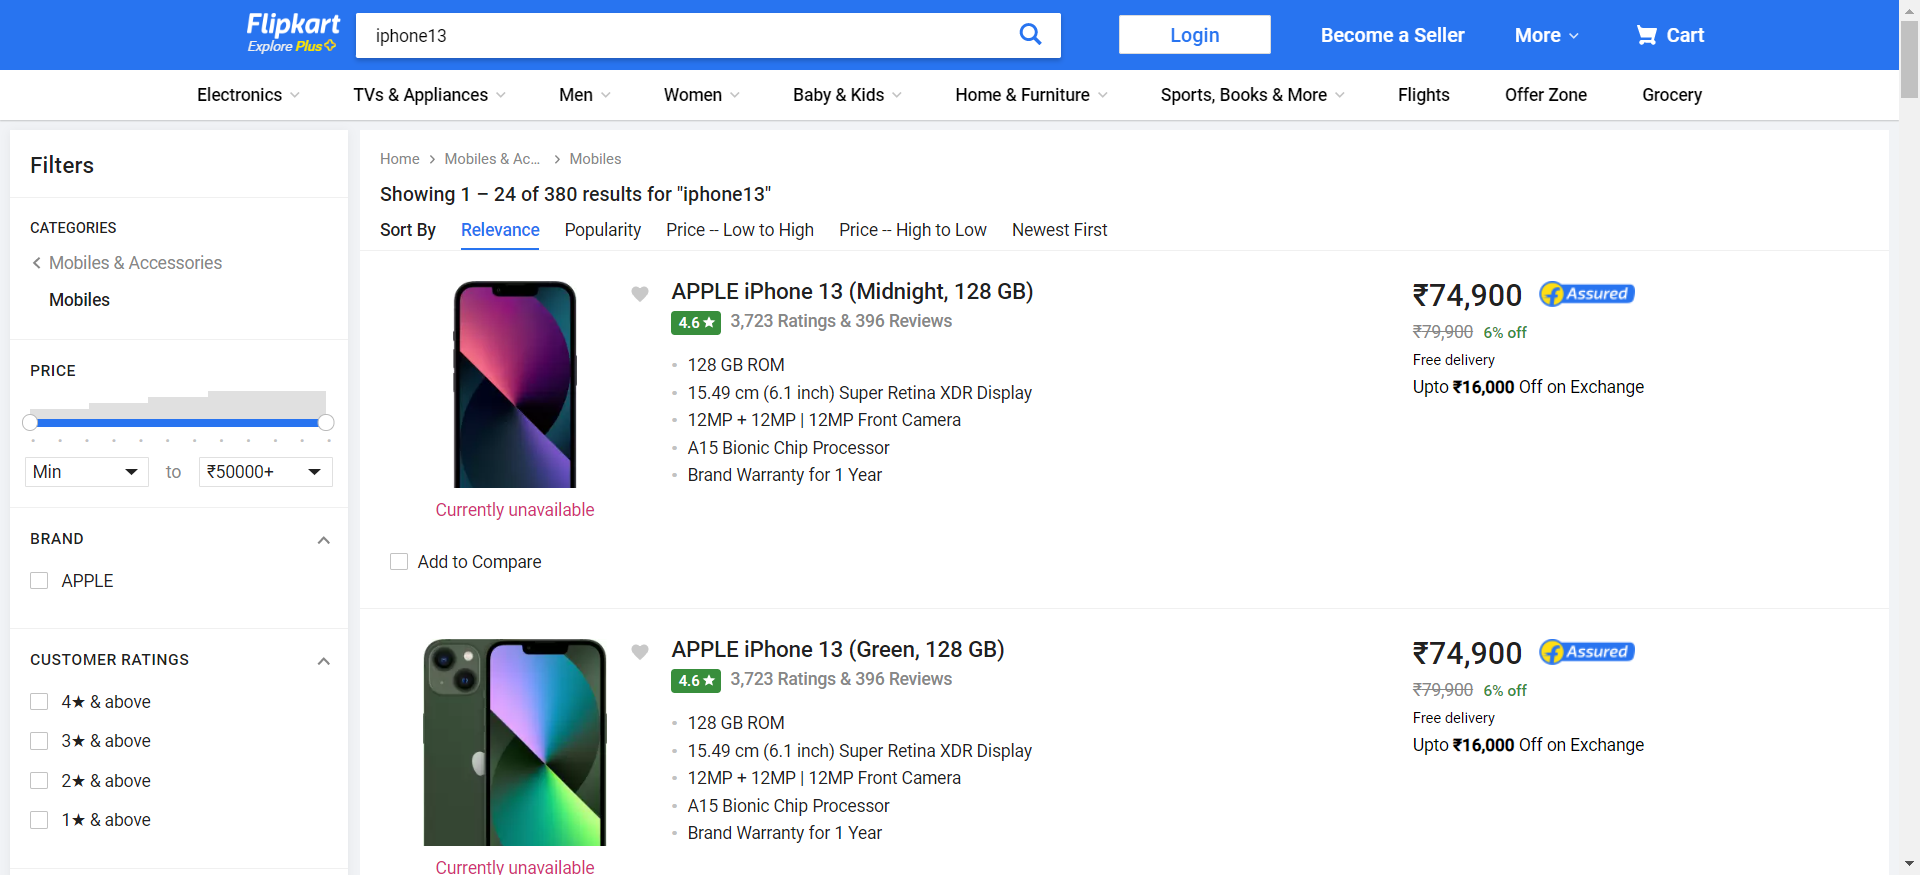 Flipkart
Explore Plus
iphone13
Login
Become a Seller
More
Cart
Electronics
TVs & Appliances
Men
Women
Baby & Kids
Home & Furniture
Sports, Books & More
Flights
Offer Zone
Grocery
Filters
CATEGORIES
Mobiles & Accessories
Mobiles
PRICE
Min
to
₹50000+
BRAND
APPLE
CUSTOMER RATINGS
4★ & above
3★ & above
2★ & above
1★ & above
Home
Mobiles & Ac...
Mobiles
Showing 1 – 24 of 380 results for "iphone13"
Sort By
Relevance
Popularity
Price -- Low to High
Price -- High to Low
Newest First
APPLE iPhone 13 (Midnight, 128 GB)
4.6★ 3,723 Ratings & 396 Reviews
128 GB ROM
15.49 cm (6.1 inch) Super Retina XDR Display
12MP + 12MP | 12MP Front Camera
A15 Bionic Chip Processor
Brand Warranty for 1 Year
Currently unavailable
Add to Compare
₹74,900
Assured
₹79,900 6% off
Free delivery
Upto ₹16,000 Off on Exchange
APPLE iPhone 13 (Green, 128 GB)
4.6★ 3,723 Ratings & 396 Reviews
128 GB ROM
15.49 cm (6.1 inch) Super Retina XDR Display
12MP + 12MP | 12MP Front Camera
A15 Bionic Chip Processor
Brand Warranty for 1 Year
Currently unavailable
₹74,900
Assured
₹79,900 6% off
Free delivery
Upto ₹16,000 Off on Exchange